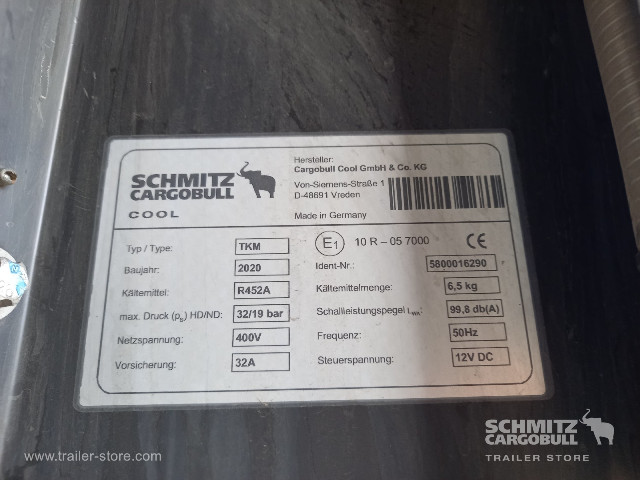 SCHMITZ
CARGOBULL
COOL
Hersteller:
Cargobull Cool GmbH & Co. KG
Von-Siemens-Straße 1
D-48691 Vreden
Made in Germany
Typ / Type: TKM
Baujahr: 2020
Kältemittel: R452A
max. Druck (ps) HD/ND: 32/19 bar
Netzspannung: 400V
Vorsicherung: 32A
E1 10 R – 05 7000 CE
Ident-Nr.: 5800016290
Kältemittelmenge: 6,5 kg
Schallleistungspegel LWA: 99,8 db(A)
Frequenz: 50Hz
Steuerspannung: 12V DC
www.trailer-store.com
SCHMITZ
CARGOBULL
TRAILER STORE